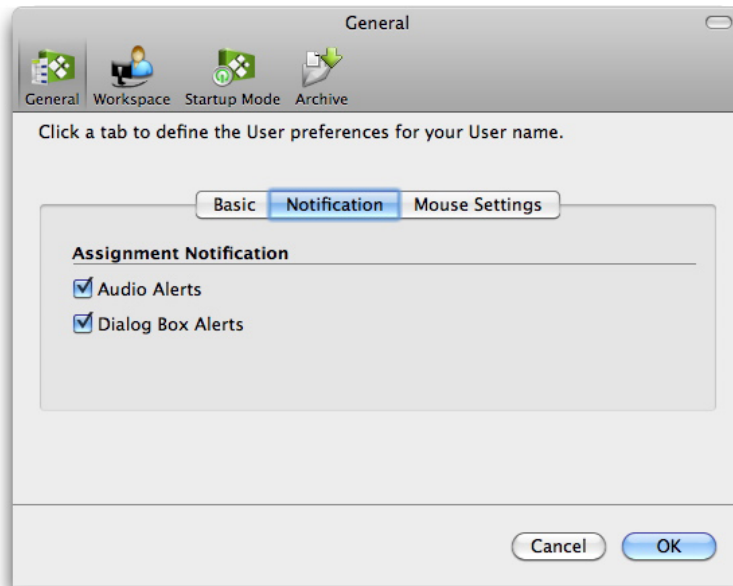 General
General Workspace Startup Mode Archive
Click a tab to define the User preferences for your User name.
Basic Notification Mouse Settings
Assignment Notification
Audio Alerts
Dialog Box Alerts
Cancel OK